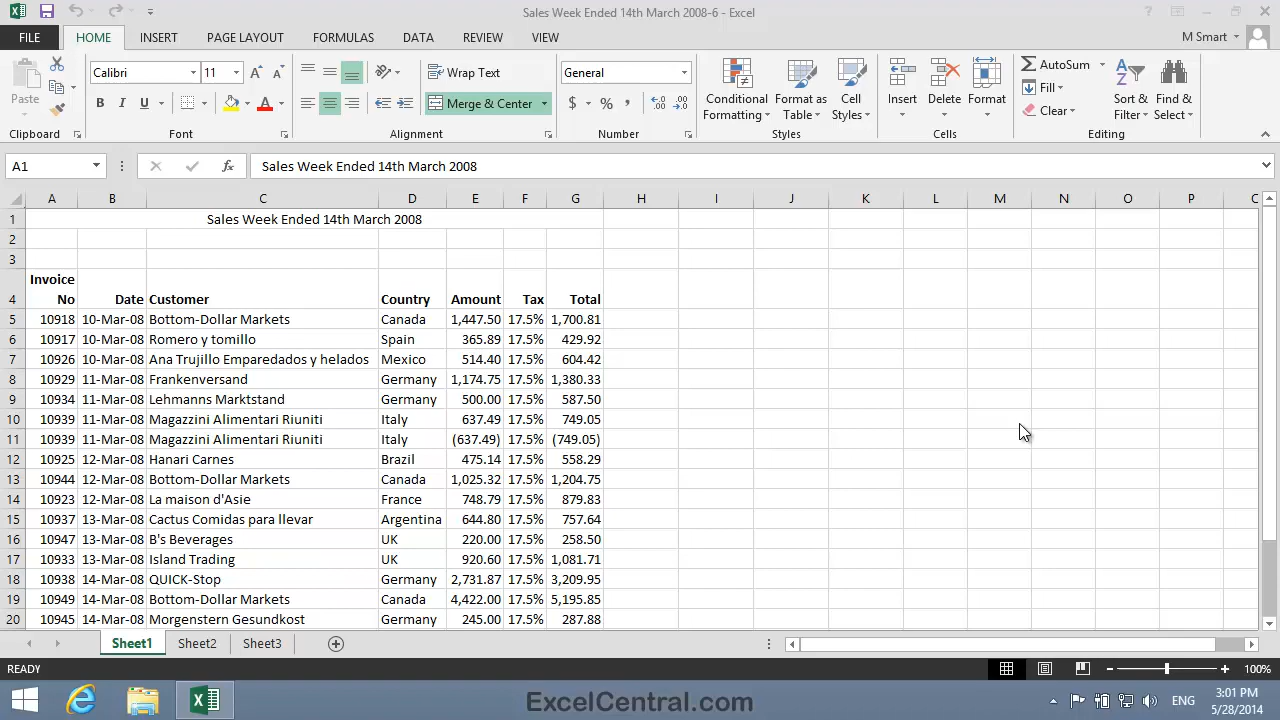 Sales Week Ended 14th March 2008-6 - Excel
FILE HOME INSERT PAGE LAYOUT FORMULAS DATA REVIEW VIEW M Smart
Calibri 11 Wrap Text General AutoSum
Paste Conditional Formatting Format as Table Cell Styles Insert Delete Format Fill Sort & Filter Find & Select
B I U A Merge & Center $ % , Clear
Clipboard Font Alignment Number Styles Cells Editing
A1 fx Sales Week Ended 14th March 2008
A B C D E F G H I J K L M N O P
1 Sales Week Ended 14th March 2008
2
3
4 Invoice No Date Customer Country Amount Tax Total
5 10918 10-Mar-08 Bottom-Dollar Markets Canada 1,447.50 17.5% 1,700.81
6 10917 10-Mar-08 Romero y tomillo Spain 365.89 17.5% 429.92
7 10926 10-Mar-08 Ana Trujillo Emparedados y helados Mexico 514.40 17.5% 604.42
8 10929 11-Mar-08 Frankenversand Germany 1,174.75 17.5% 1,380.33
9 10934 11-Mar-08 Lehmanns Marktstand Germany 500.00 17.5% 587.50
10 10939 11-Mar-08 Magazzini Alimentari Riuniti Italy 637.49 17.5% 749.05
11 10939 11-Mar-08 Magazzini Alimentari Riuniti Italy (637.49) 17.5% (749.05)
12 10925 12-Mar-08 Hanari Carnes Brazil 475.14 17.5% 558.29
13 10944 12-Mar-08 Bottom-Dollar Markets Canada 1,025.32 17.5% 1,204.75
14 10923 12-Mar-08 La maison d'Asie France 748.79 17.5% 879.83
15 10937 13-Mar-08 Cactus Comidas para llevar Argentina 644.80 17.5% 757.64
16 10947 13-Mar-08 B's Beverages UK 220.00 17.5% 258.50
17 10933 13-Mar-08 Island Trading UK 920.60 17.5% 1,081.71
18 10938 14-Mar-08 QUICK-Stop Germany 2,731.87 17.5% 3,209.95
19 10949 14-Mar-08 Bottom-Dollar Markets Canada 4,422.00 17.5% 5,195.85
20 10945 14-Mar-08 Morgenstern Gesundkost Germany 245.00 17.5% 287.88
Sheet1 Sheet2 Sheet3
READY 100%
ExcelCentral.com ENG 3:01 PM
5/28/2014